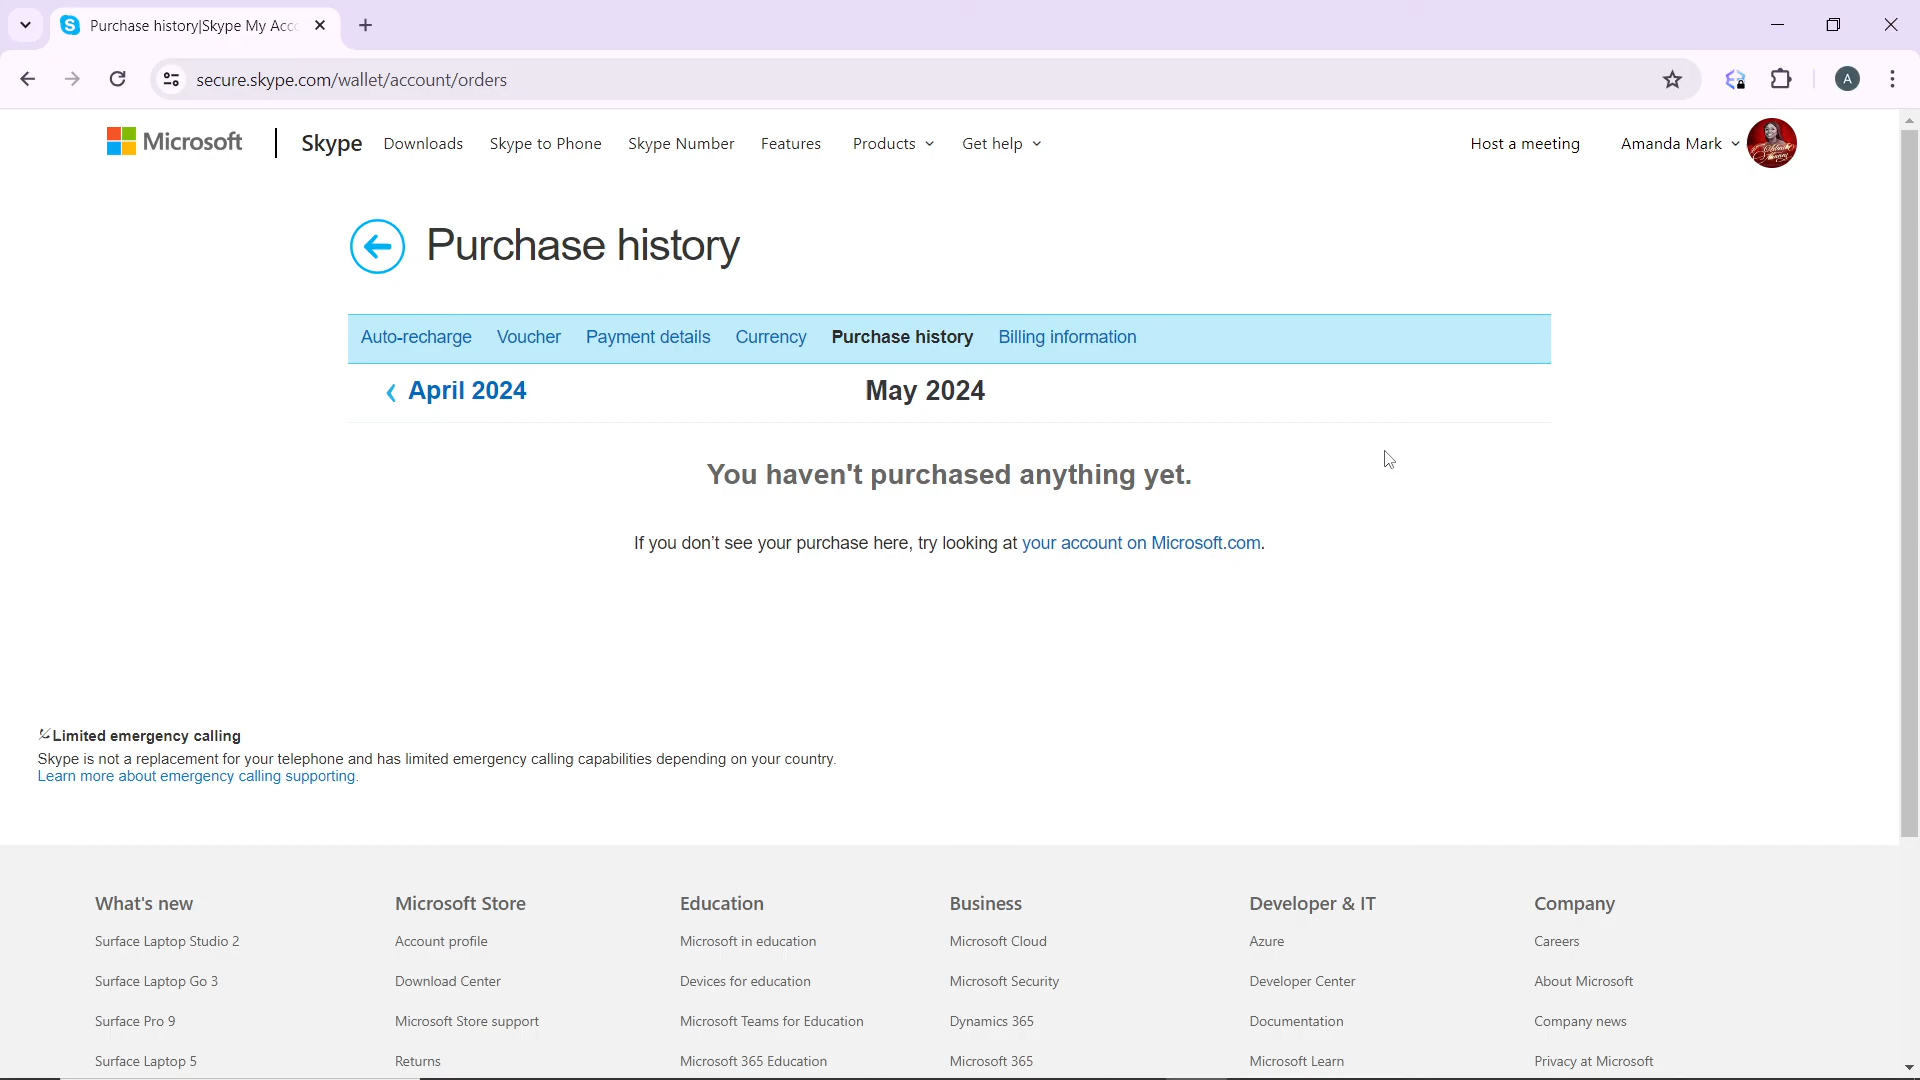 Purchase history|Skype My Acc
secure.skype.com/wallet/account/orders
A
Microsoft
Skype
Downloads
Skype to Phone
Skype Number
Features
Products
Get help
Host a meeting
Amanda Mark
Purchase history
Auto-recharge
Voucher
Payment details
Currency
Purchase history
Billing information
April 2024
May 2024
You haven't purchased anything yet.
If you don't see your purchase here, try looking at your account on Microsoft.com.
Limited emergency calling
Skype is not a replacement for your telephone and has limited emergency calling capabilities depending on your country.
Learn more about emergency calling supporting.
What's new
Microsoft Store
Education
Business
Developer & IT
Company
Surface Laptop Studio 2
Account profile
Microsoft in education
Microsoft Cloud
Azure
Careers
Surface Laptop Go 3
Download Center
Devices for education
Microsoft Security
Developer Center
About Microsoft
Surface Pro 9
Microsoft Store support
Microsoft Teams for Education
Dynamics 365
Documentation
Company news
Surface Laptop 5
Returns
Microsoft 365 Education
Microsoft 365
Microsoft Learn
Privacy at Microsoft